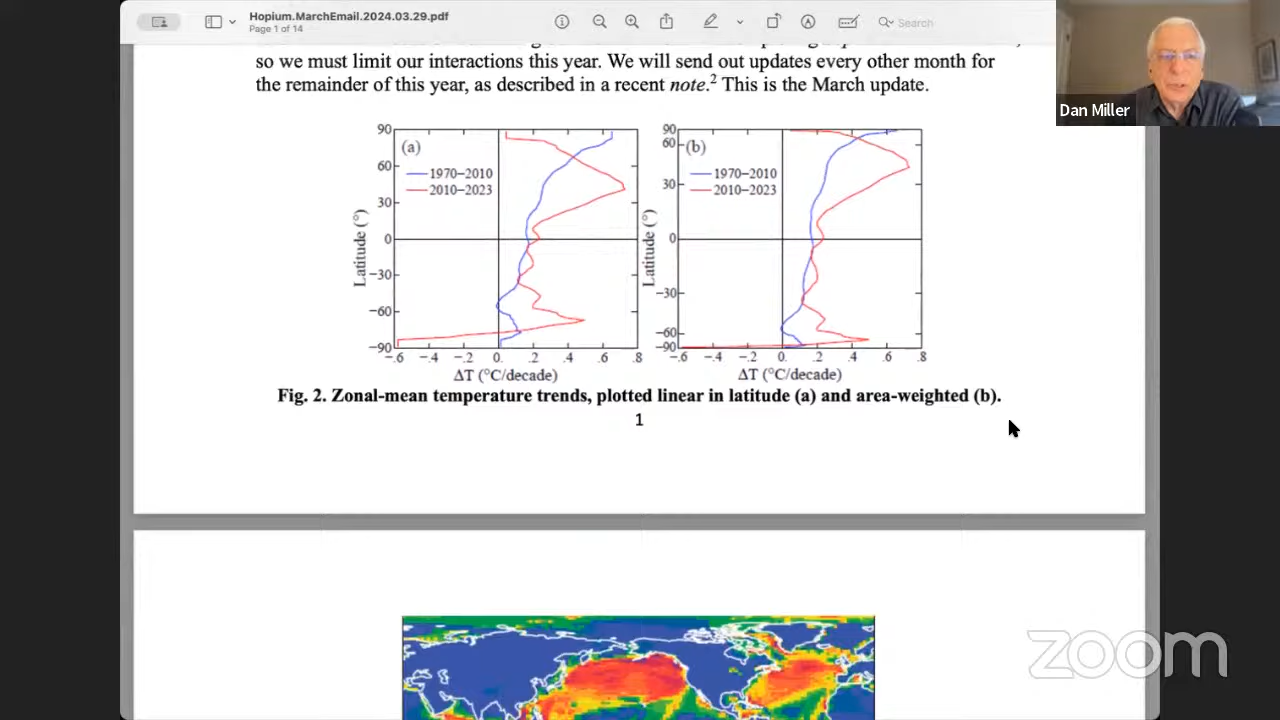 Hopium.MarchEmail.2024.03.29.pdf
Page 1 of 14
Search
Dan Miller
so we must limit our interactions this year. We will send out updates every other month for
the remainder of this year, as described in a recent note.2 This is the March update.
90
60
30
0
−30
−60
−90
Latitude (°)
(a)
1970−2010
2010−2023
−.6 −.4 −.2 0. .2 .4 .6 .8
ΔT (°C/decade)
90
60
30
0
−30
−60
−90
Latitude (°)
(b)
1970−2010
2010−2023
−.6 −.4 −.2 0. .2 .4 .6 .8
ΔT (°C/decade)
Fig. 2. Zonal-mean temperature trends, plotted linear in latitude (a) and area-weighted (b).
1
zoom